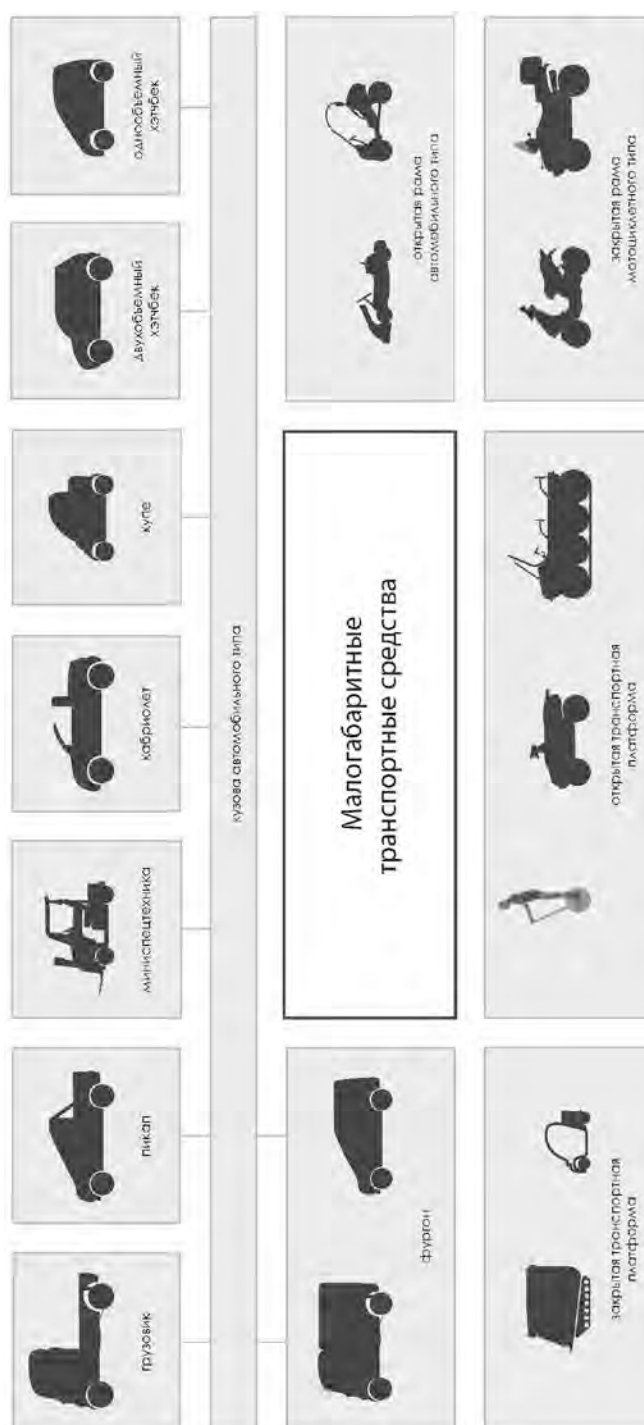 грузовик
пикап
миниспецтехника
кабриолет
купе
двухобъемный
хэтчбек
однообъемный
хэтчбек
кузова автомобильного типа
фургон
Малогабаритные
транспортные средства
открытая рама
автомобильного типа
закрытая транспортная
платформа
открытая транспортная
платформа
закрытая рама
мотоциклетного типа